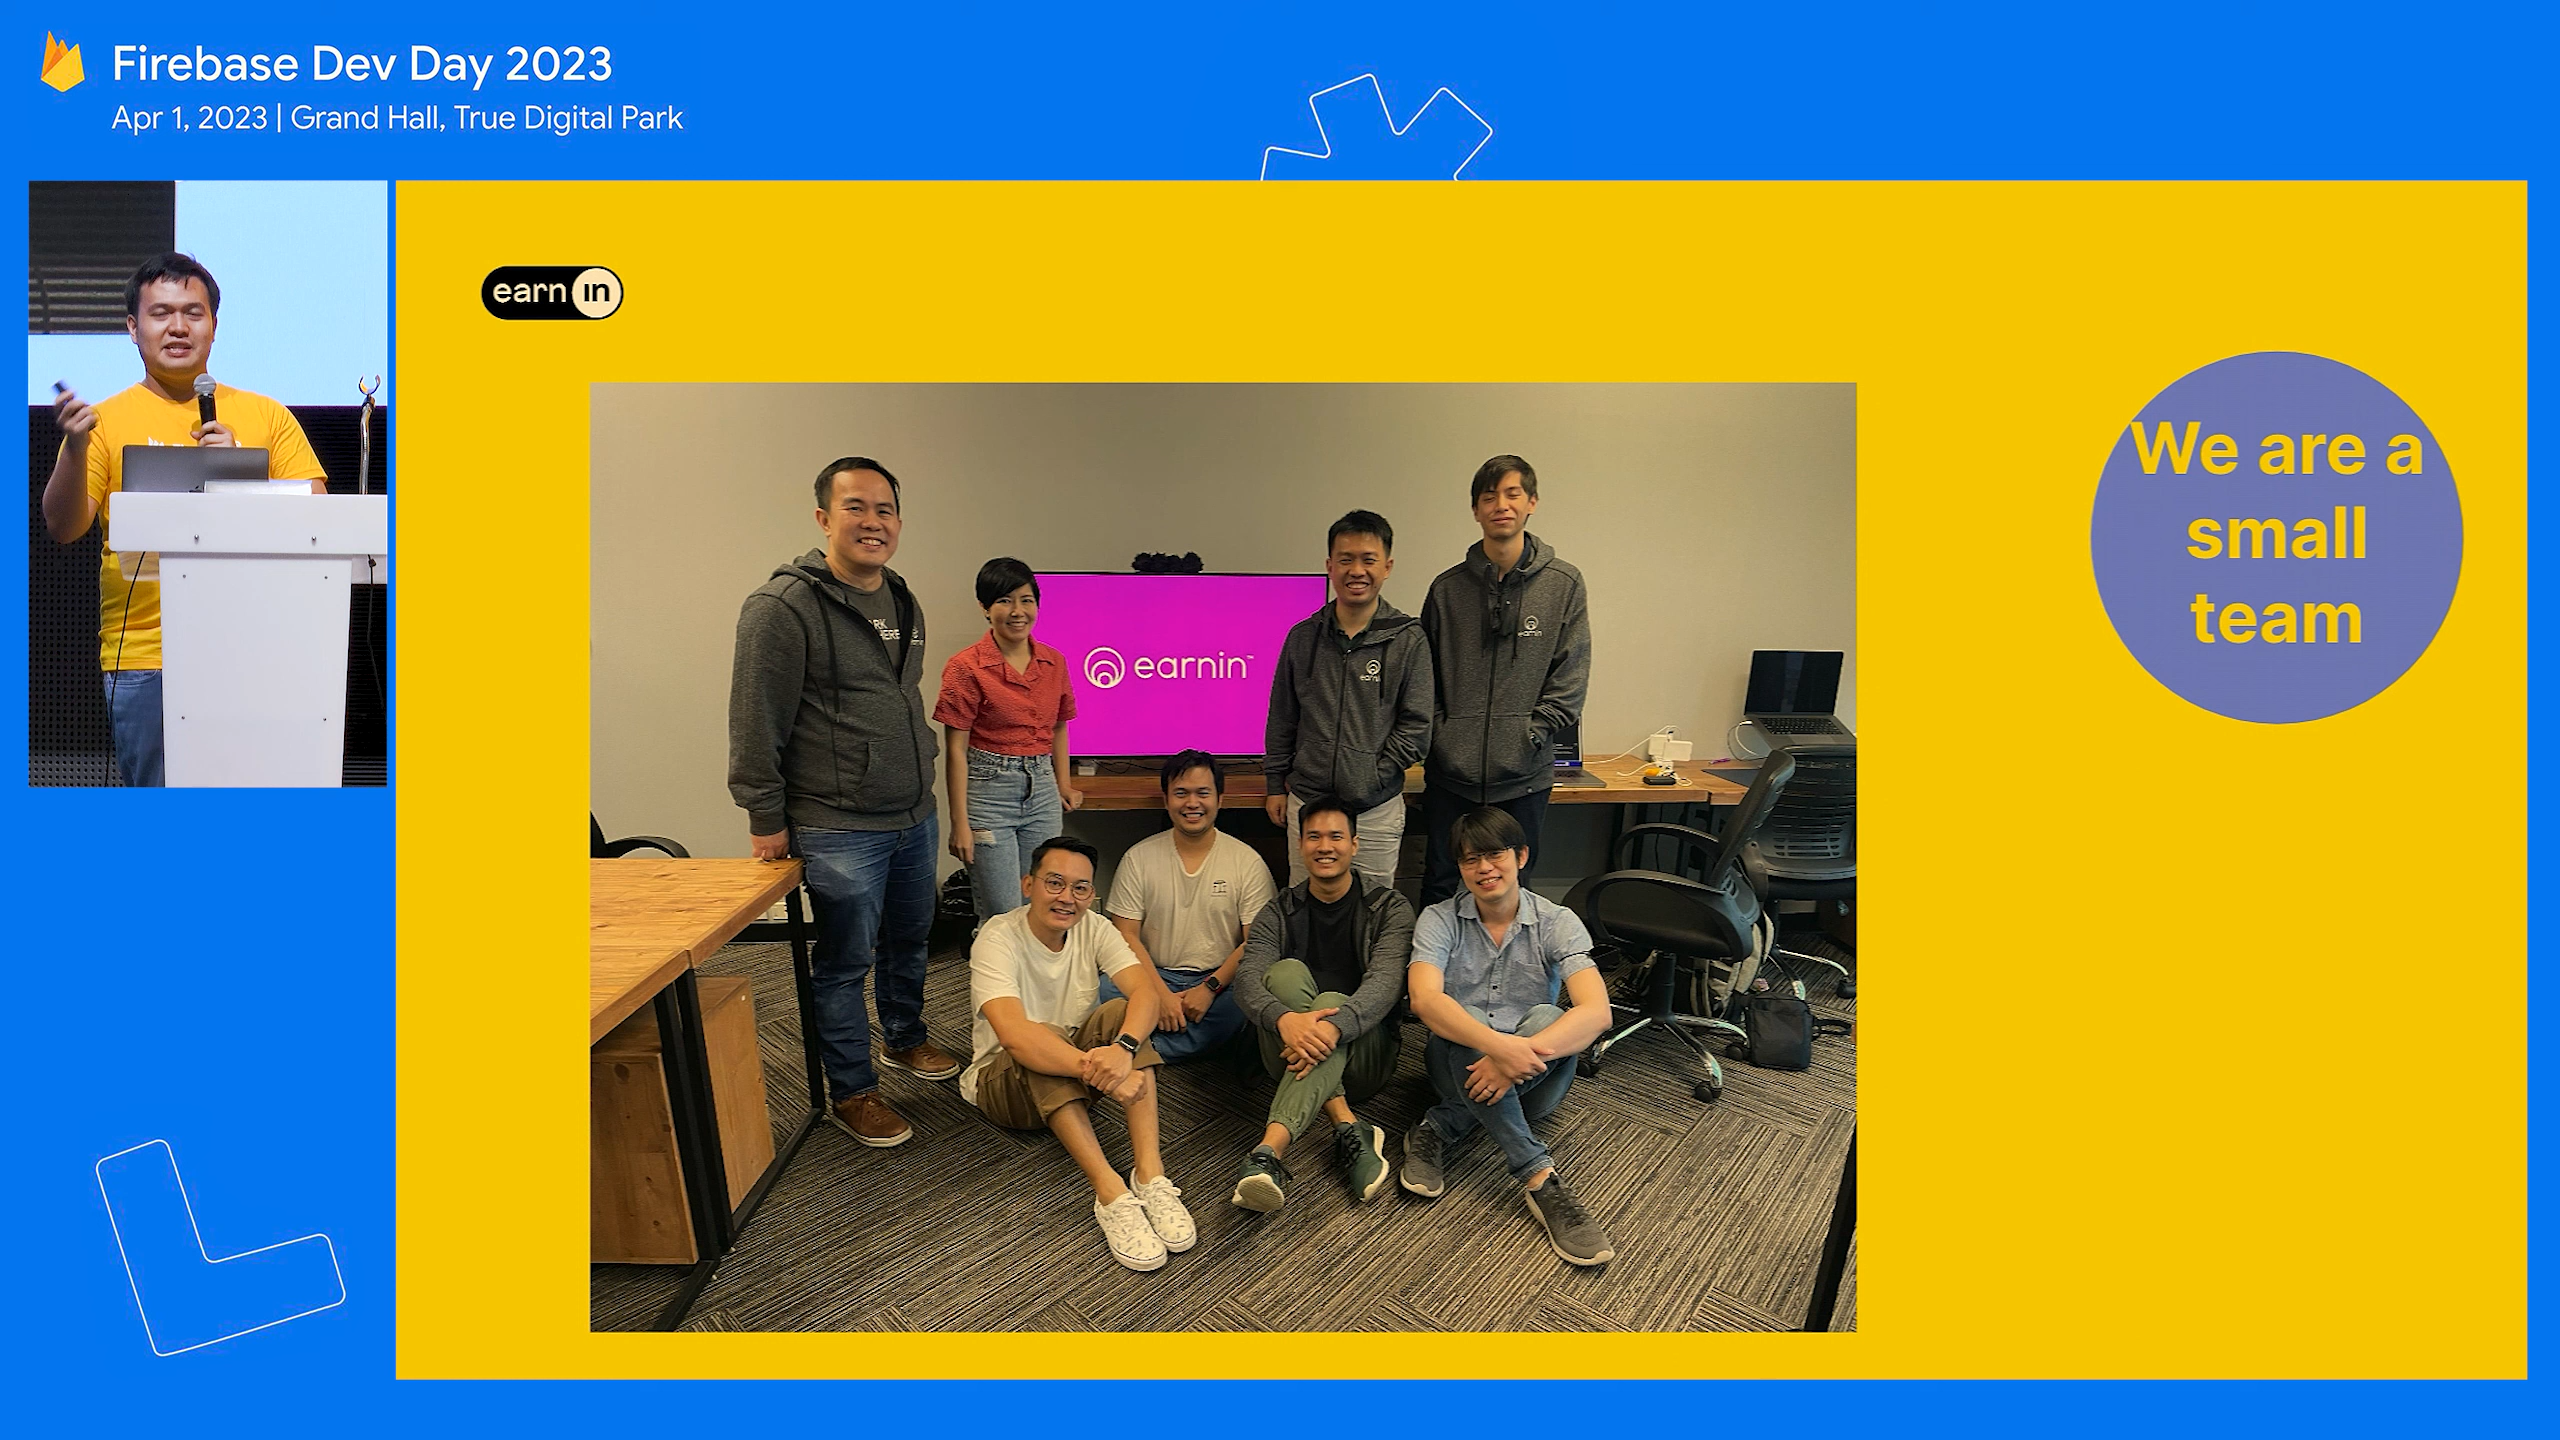 Firebase Dev Day 2023
Apr 1, 2023 | Grand Hall, True Digital Park
earn in
We are a
small
team
earnin™
earnin